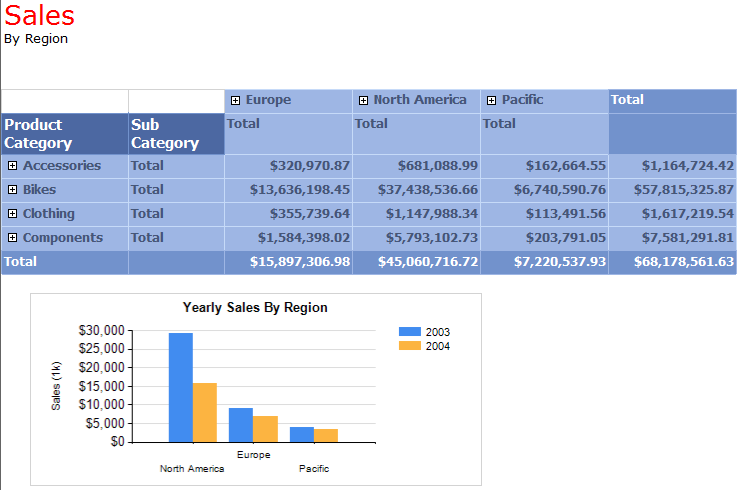 Sales
By Region
Europe North America Pacific Total
Product Category Sub Category Total Total Total
Accessories Total $320,970.87 $681,088.99 $162,664.55 $1,164,724.42
Bikes Total $13,636,198.45 $37,438,536.66 $6,740,590.76 $57,815,325.87
Clothing Total $355,739.64 $1,147,988.34 $113,491.56 $1,617,219.54
Components Total $1,584,398.02 $5,793,102.73 $203,791.05 $7,581,291.81
Total $15,897,306.98 $45,060,716.72 $7,220,537.93 $68,178,561.63
Yearly Sales By Region
Sales (1k)
$30,000
$25,000
$20,000
$15,000
$10,000
$5,000
$0
North America
Europe
Pacific
2003
2004